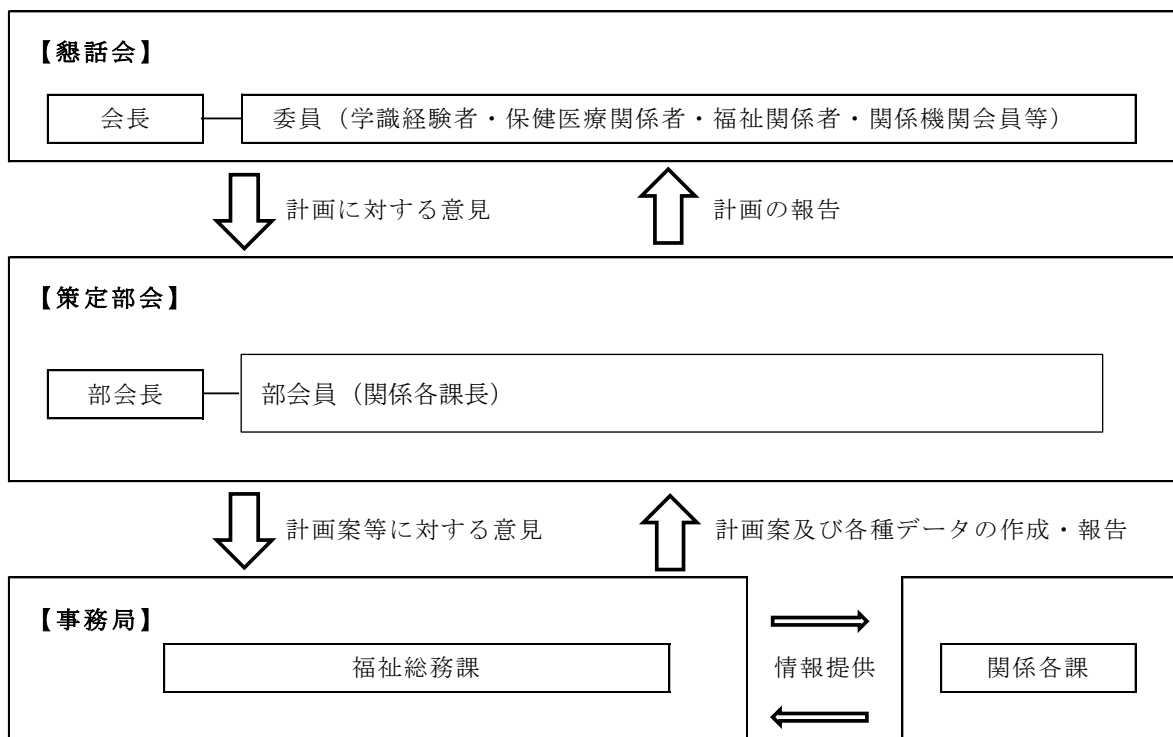 【懇話会】
会長
委員（学識経験者・保健医療関係者・福祉関係者・関係機関会員等）
計画に対する意見
計画の報告
【策定部会】
部会長
部会員（関係各課長）
計画案等に対する意見
計画案及び各種データの作成・報告
【事務局】
福祉総務課
情報提供
関係各課